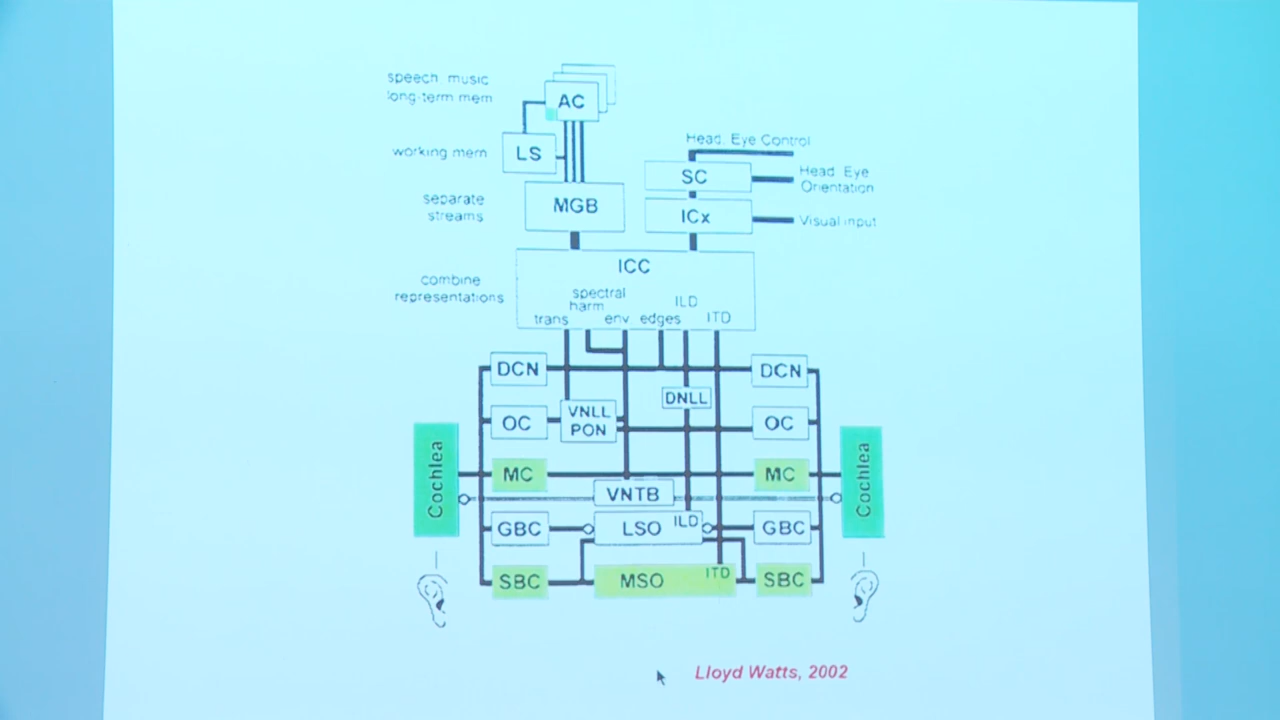 speech music
long-term mem
AC
LS
working mem
Head, Eye Control
SC
Head, Eye
Orientation
separate
streams
MGB
ICx
Visual input
ICC
combine
representations
spectral
harm
ILD
trans
env
edges
ITD
DCN
DCN
DNLL
OC
VNLL
PON
OC
Cochlea
MC
MC
Cochlea
VNTB
GBC
LSO
ILD
GBC
SBC
MSO
ITD
SBC
Lloyd Watts, 2002